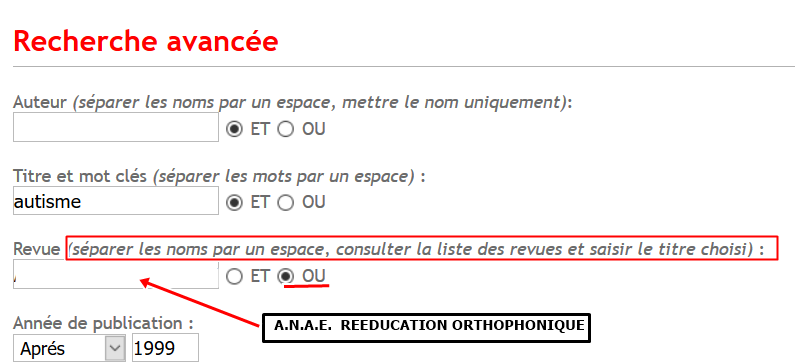 Recherche avancée
Auteur (séparer les noms par un espace, mettre le nom uniquement):
ET OU
Titre et mot clés (séparer les mots par un espace) :
autisme ET OU
Revue (séparer les noms par un espace, consulter la liste des revues et saisir le titre choisi) :
ET OU
Année de publication :
A.N.A.E. REEDUCATION ORTHOPHONIQUE
Aprés 1999